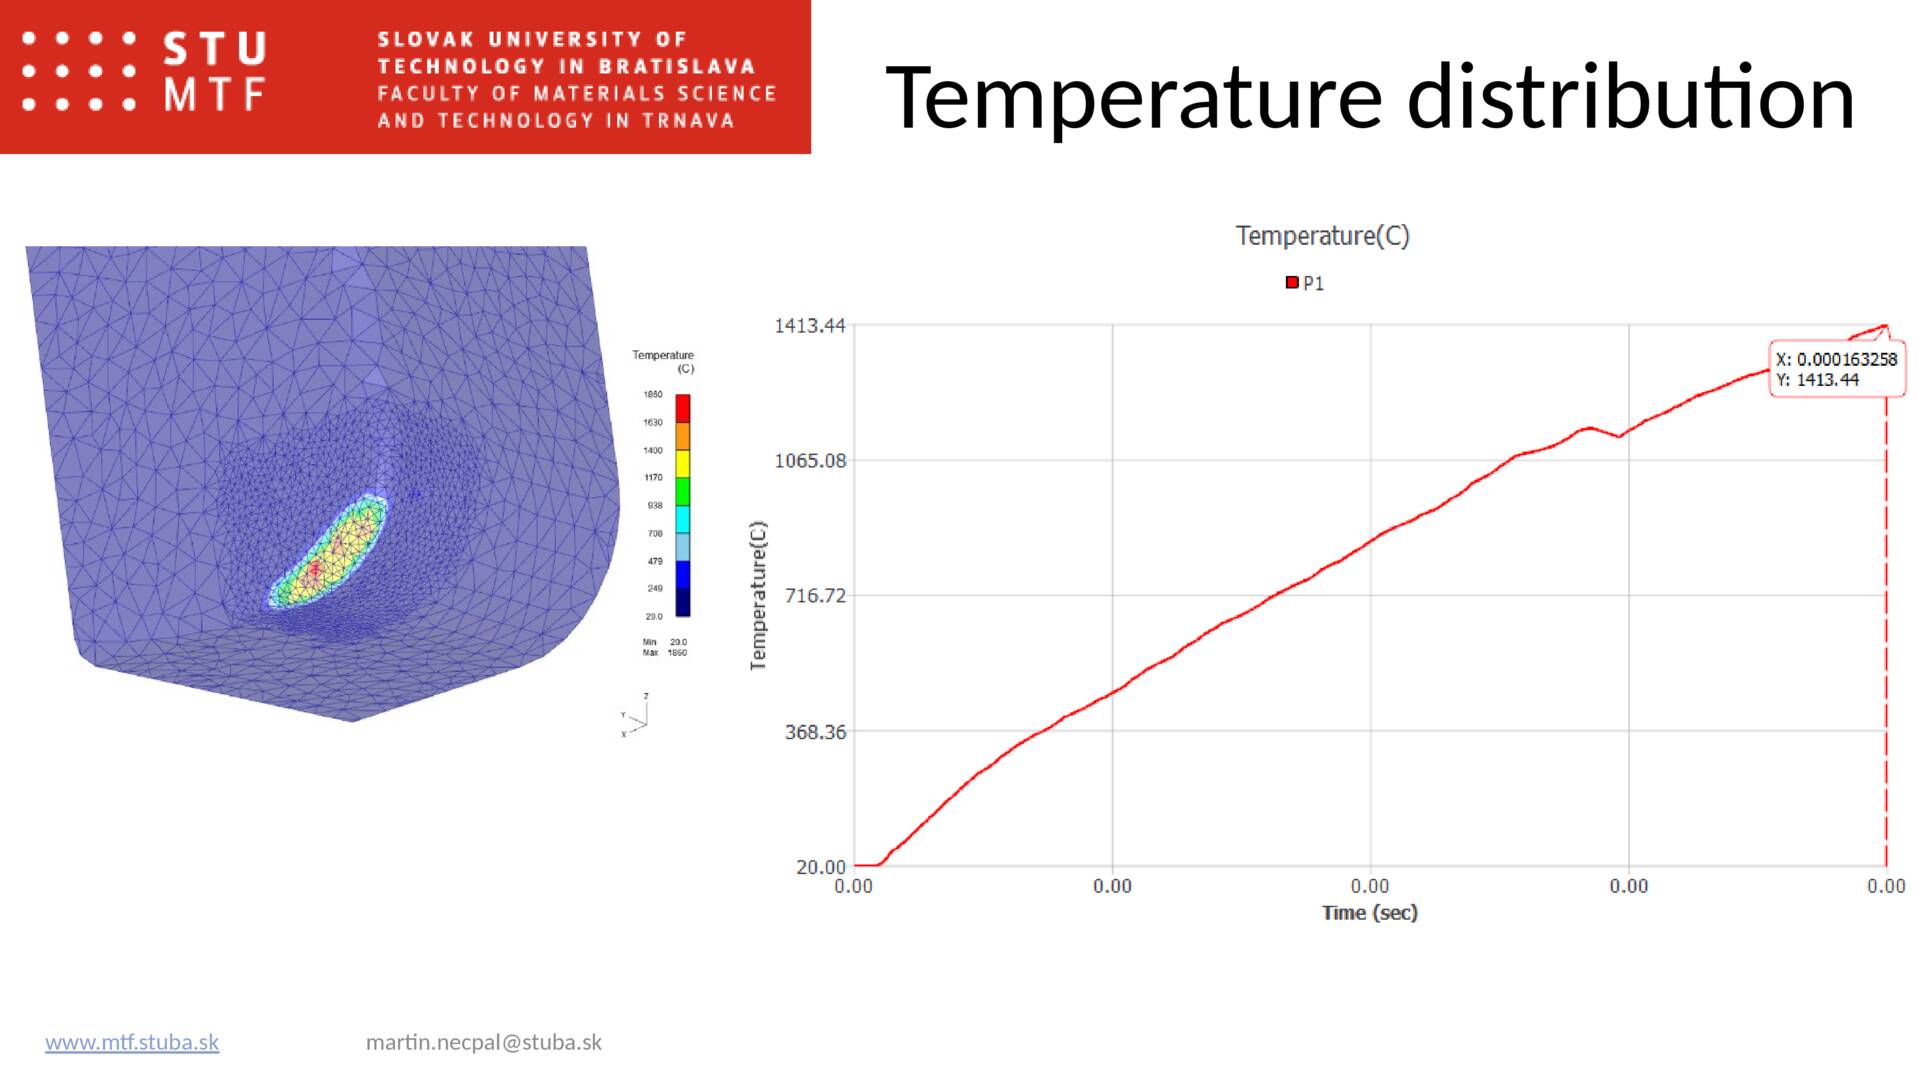 STU
MTF
SLOVAK UNIVERSITY OF
TECHNOLOGY IN BRATISLAVA
FACULTY OF MATERIALS SCIENCE
AND TECHNOLOGY IN TRNAVA
Temperature distribution
Temperature
(C)
1860
1630
1400
1170
938
708
479
249
20.0
Min 20.0
Max 1860
Z
Y
X
Temperature(C)
P1
1413.44
1065.08
716.72
368.36
20.00
Temperature(C)
X: 0.000163258
Y: 1413.44
0.00 0.00 0.00 0.00 0.00
Time (sec)
www.mtf.stuba.sk martin.necpal@stuba.sk